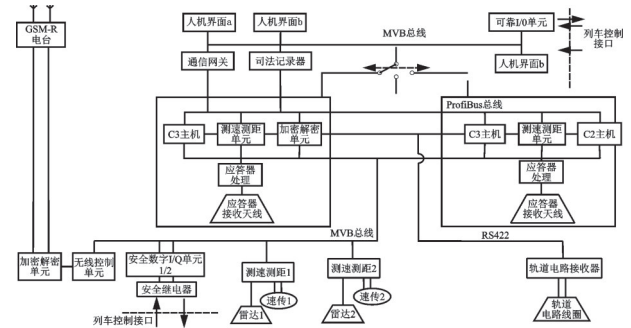 GSM-R
电台
人机界面a
人机界面b
MVB总线
可靠I/0单元
列车控制
接口
通信网关
司法记录器
人机界面b
ProfiBus总线
C3主机
测速测距
单元
加密解密
单元
C3主机
测速测距
单元
C2主机
应答器
处理
应答器
处理
应答器
接收天线
应答器
接收天线
MVB总线
RS422
加密解密
单元
无线控制
单元
安全数字I/Q单元
1/2
测速测距1
测速测距2
轨道电路接收器
安全继电器
速传1
速传2
列车控制接口
雷达1
雷达2
轨道
电路线圈